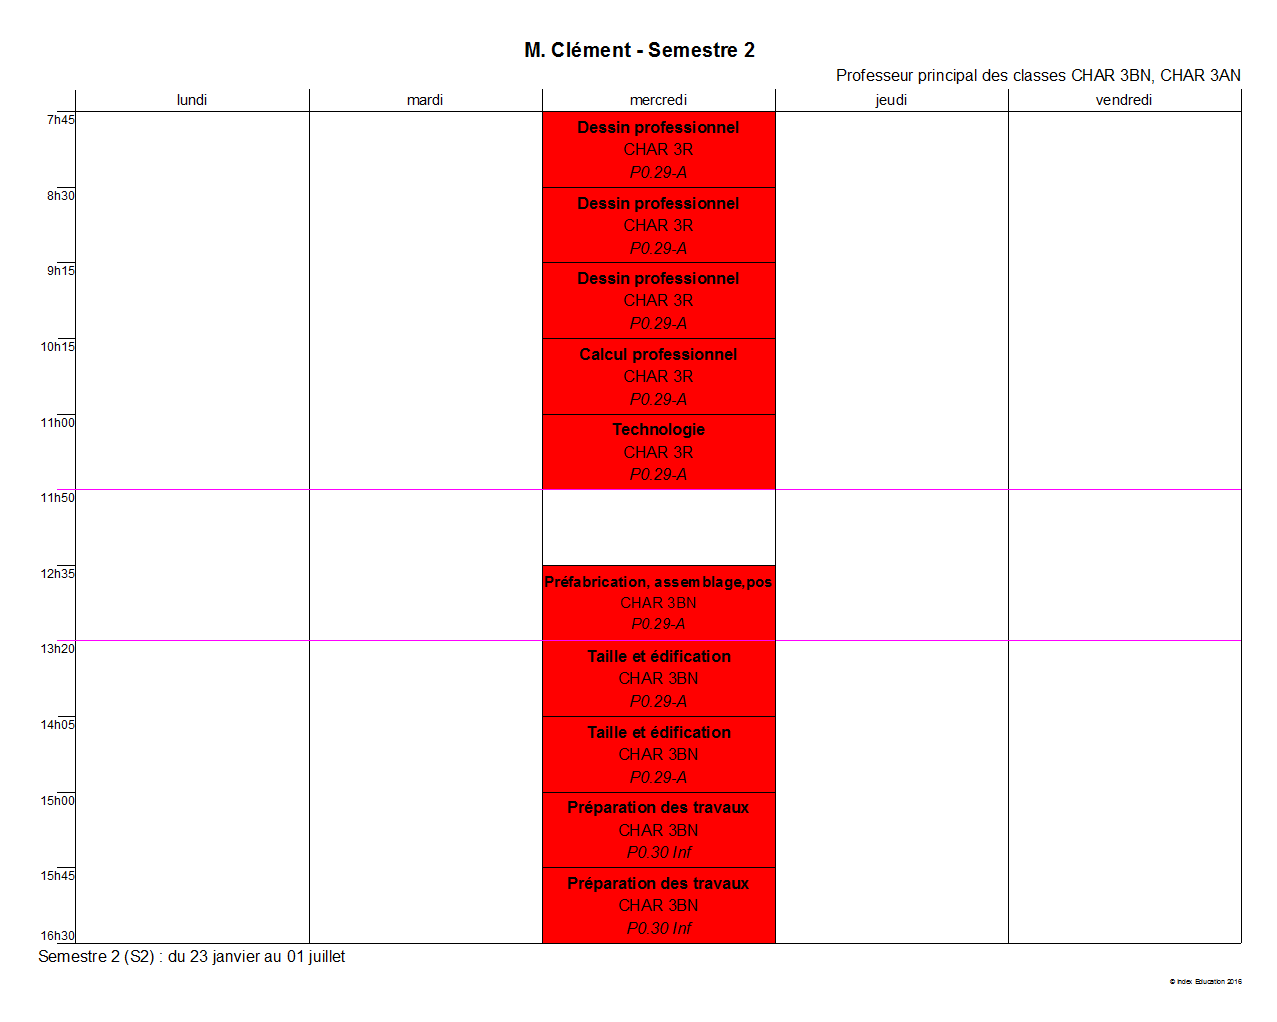 M. Clément - Semestre 2
Professeur principal des classes CHAR 3BN, CHAR 3AN
lundi mardi mercredi jeudi vendredi
7h45
Dessin professionnel
CHAR 3R
P0.29-A
8h30
Dessin professionnel
CHAR 3R
P0.29-A
9h15
Dessin professionnel
CHAR 3R
P0.29-A
10h15
Calcul professionnel
CHAR 3R
P0.29-A
11h00
Technologie
CHAR 3R
P0.29-A
11h50
12h35
Préfabrication, assemblage,pos
CHAR 3BN
P0.29-A
13h20
Taille et édification
CHAR 3BN
P0.29-A
14h05
Taille et édification
CHAR 3BN
P0.29-A
15h00
Préparation des travaux
CHAR 3BN
P0.30 Inf
15h45
Préparation des travaux
CHAR 3BN
P0.30 Inf
16h30
Semestre 2 (S2) : du 23 janvier au 01 juillet
© Index Education 2016